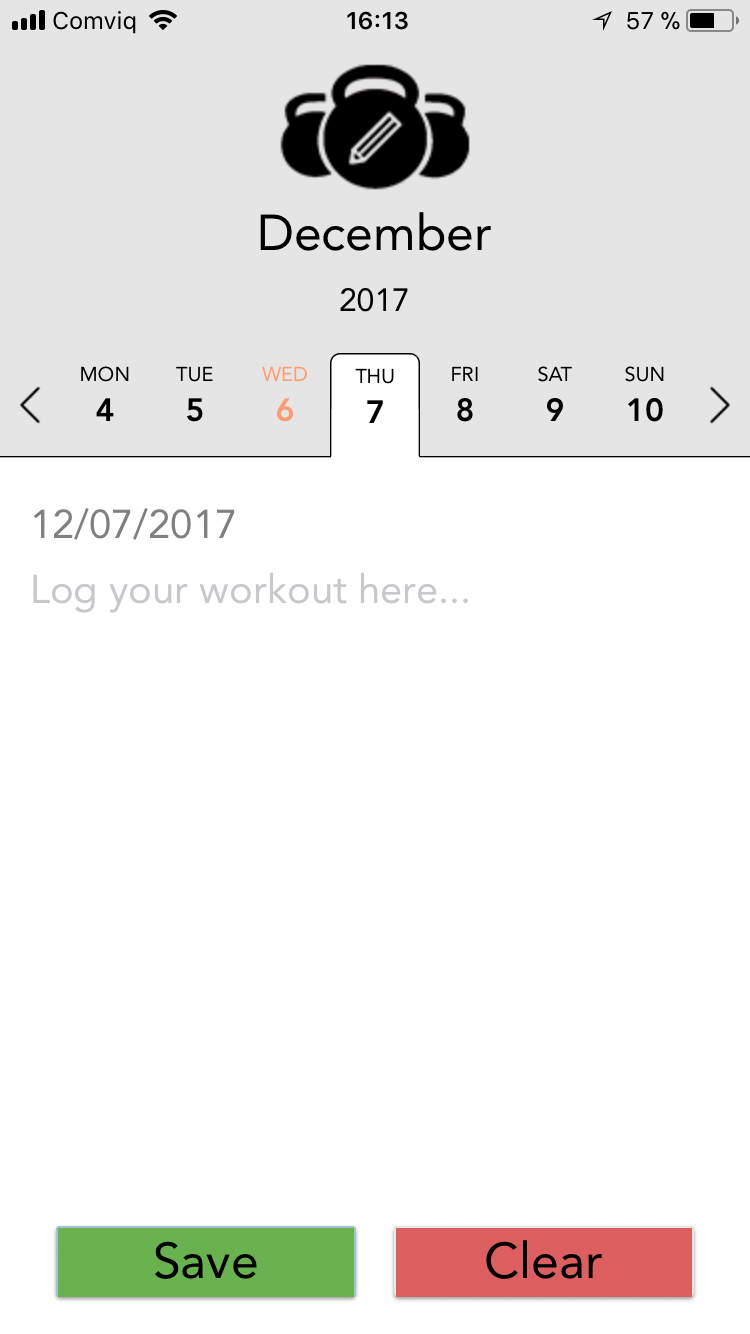 Comviq 16:13 57 %
December
2017
MON TUE WED THU FRI SAT SUN
4 5 6 7 8 9 10
12/07/2017
Log your workout here...
Save Clear